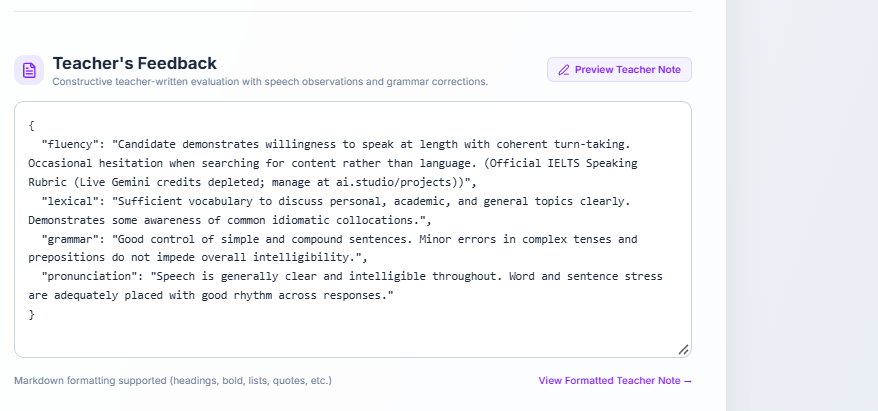 Teacher's Feedback
Constructive teacher-written evaluation with speech observations and grammar corrections.
Preview Teacher Note
{
"fluency": "Candidate demonstrates willingness to speak at length with coherent turn-taking.
Occasional hesitation when searching for content rather than language. (Official IELTS Speaking
Rubric (Live Gemini credits depleted; manage at ai.studio/projects))",
"lexical": "Sufficient vocabulary to discuss personal, academic, and general topics clearly.
Demonstrates some awareness of common idiomatic collocations.",
"grammar": "Good control of simple and compound sentences. Minor errors in complex tenses and
prepositions do not impede overall intelligibility.",
"pronunciation": "Speech is generally clear and intelligible throughout. Word and sentence stress
are adequately placed with good rhythm across responses."
}
Markdown formatting supported (headings, bold, lists, quotes, etc.)
View Formatted Teacher Note →